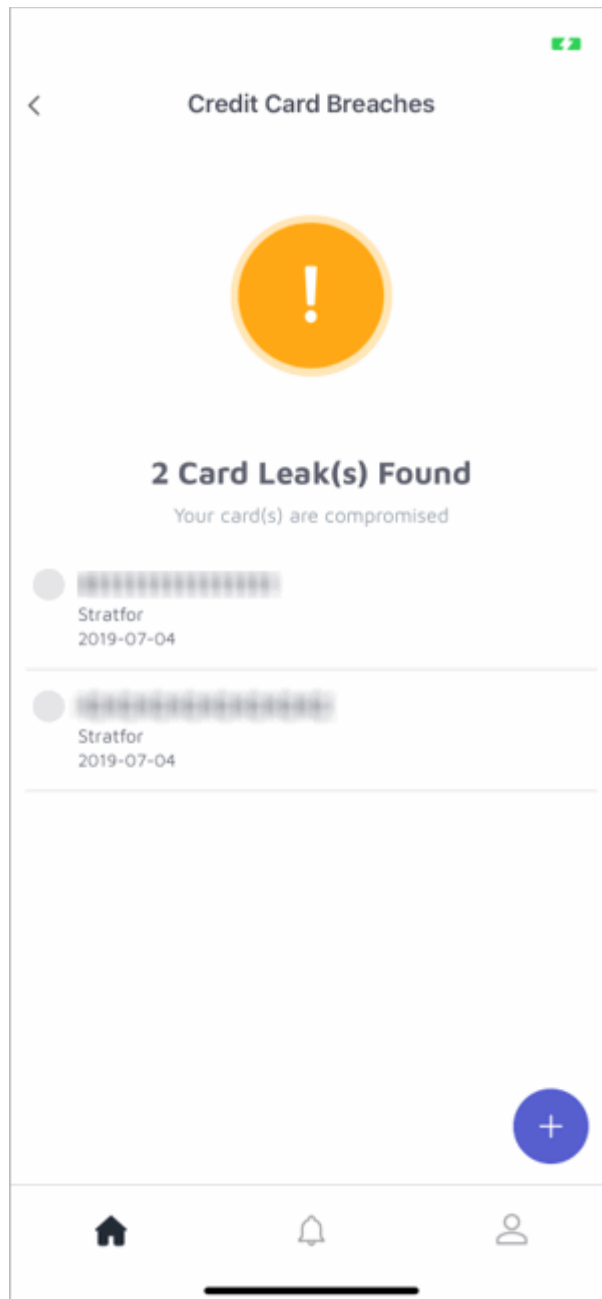 Credit Card Breaches
!
2 Card Leak(s) Found
Your card(s) are compromised
Stratfor
2019-07-04
Stratfor
2019-07-04
+